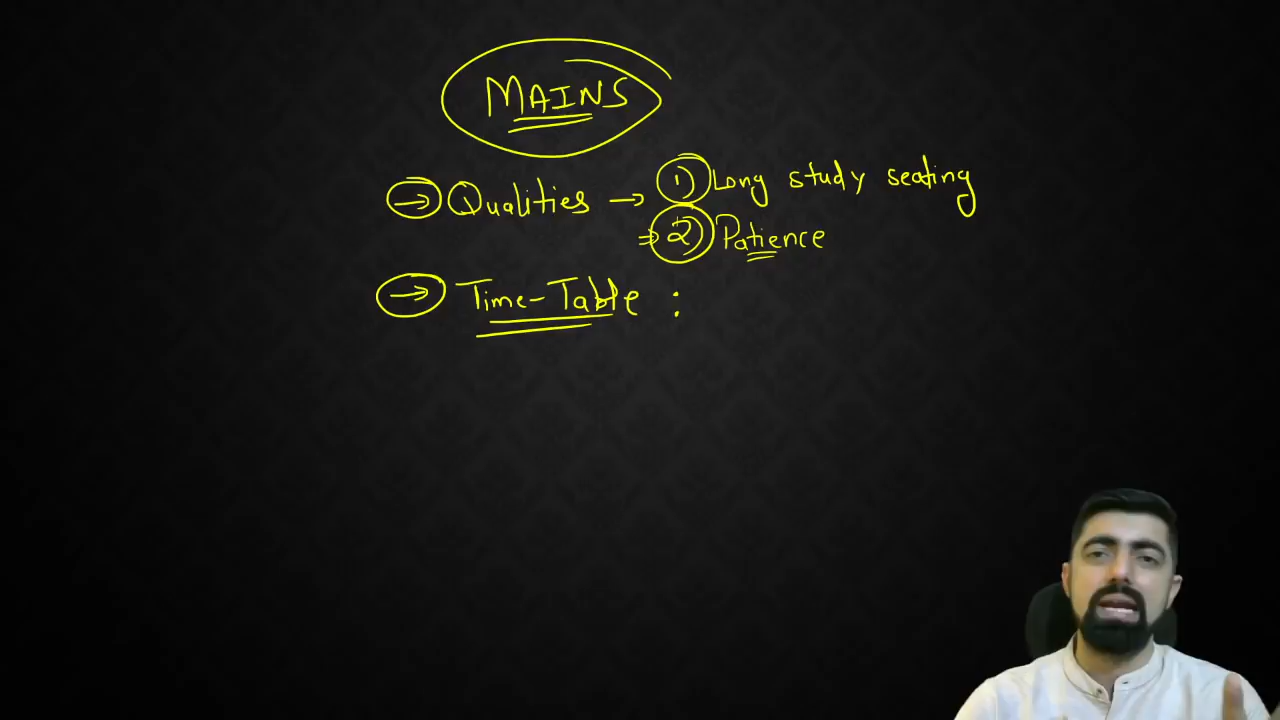 MAINS
→ Qualities → 1) Long study seating
⇒ 2) Patience
→ Time-Table :